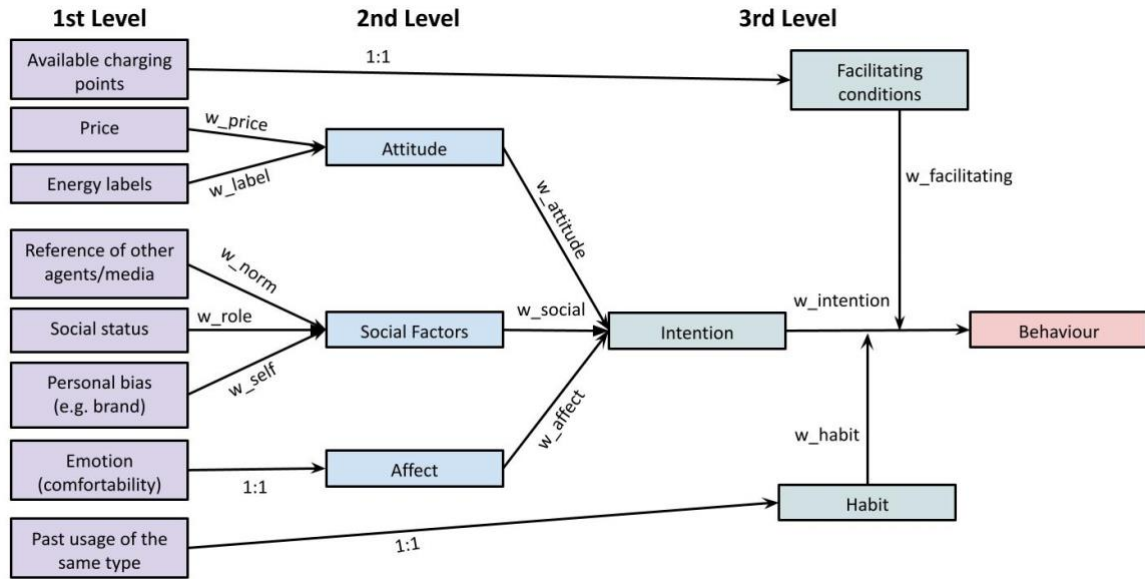 1st Level
2nd Level
3rd Level
Available charging
points
1:1
Facilitating
conditions
Price
w_price
Attitude
Energy labels
w_label
w_attitude
w_facilitating
Reference of other
agents/media
w_norm
Social status
w_role
Social Factors
w_social
Intention
w_intention
Behaviour
Personal bias
(e.g. brand)
w_self
w_affect
w_habit
Emotion
(comfortability)
1:1
Affect
Habit
Past usage of the
same type
1:1